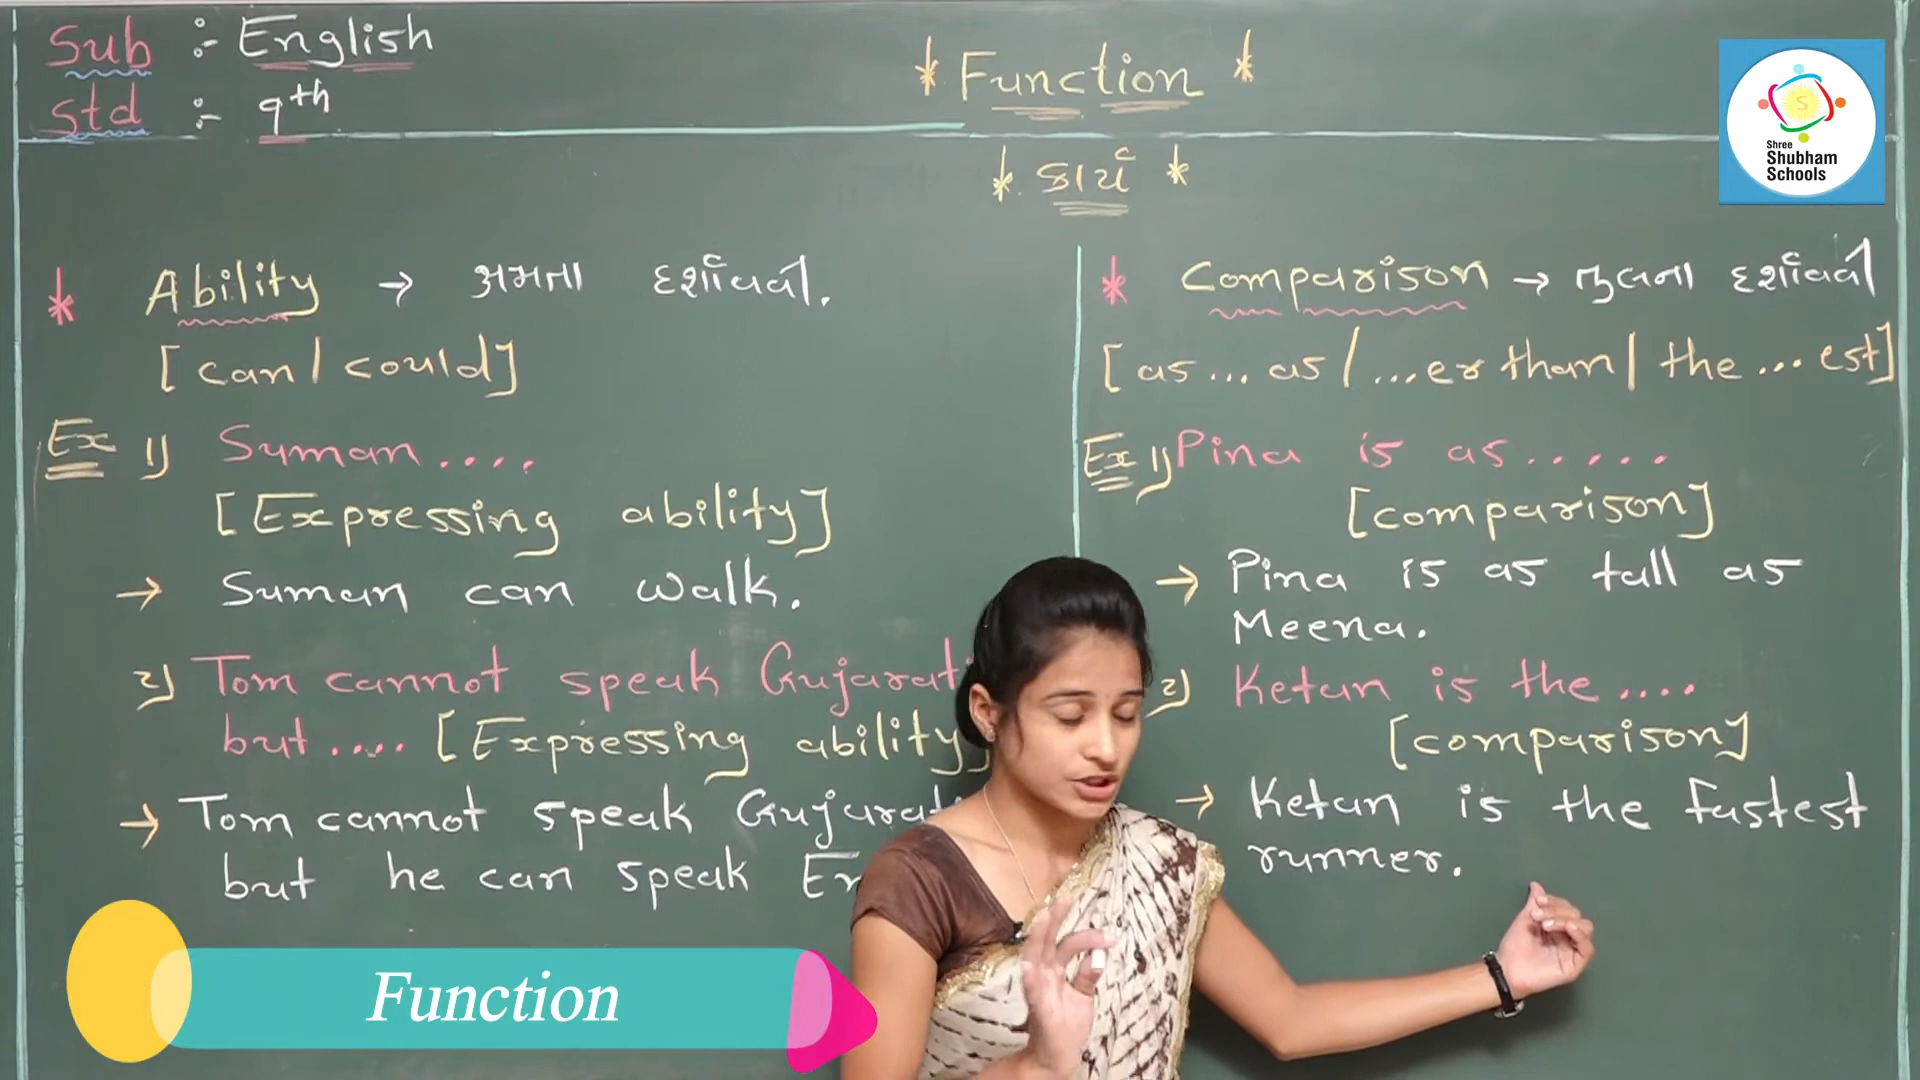 Sub :- English
Std :- 9th
* Function *
* કાર્ય *
Shree
Shubham
Schools
* Ability → ક્ષમતા દર્શાવવી.
[can / could]
Ex 1) Suman....
[Expressing ability]
→ Suman can walk.
2) Tom cannot speak Gujarati
but.... [Expressing ability]
→ Tom cannot speak Gujarat
but he can speak En
* Comparison → તુલના દર્શાવવી
[as ... as / ...er than / the ... est]
Ex 1) Pina is as.....
[comparison]
→ Pina is as tall as
Meena.
2) Ketan is the....
[comparison]
→ Ketan is the fastest
runner.
Function